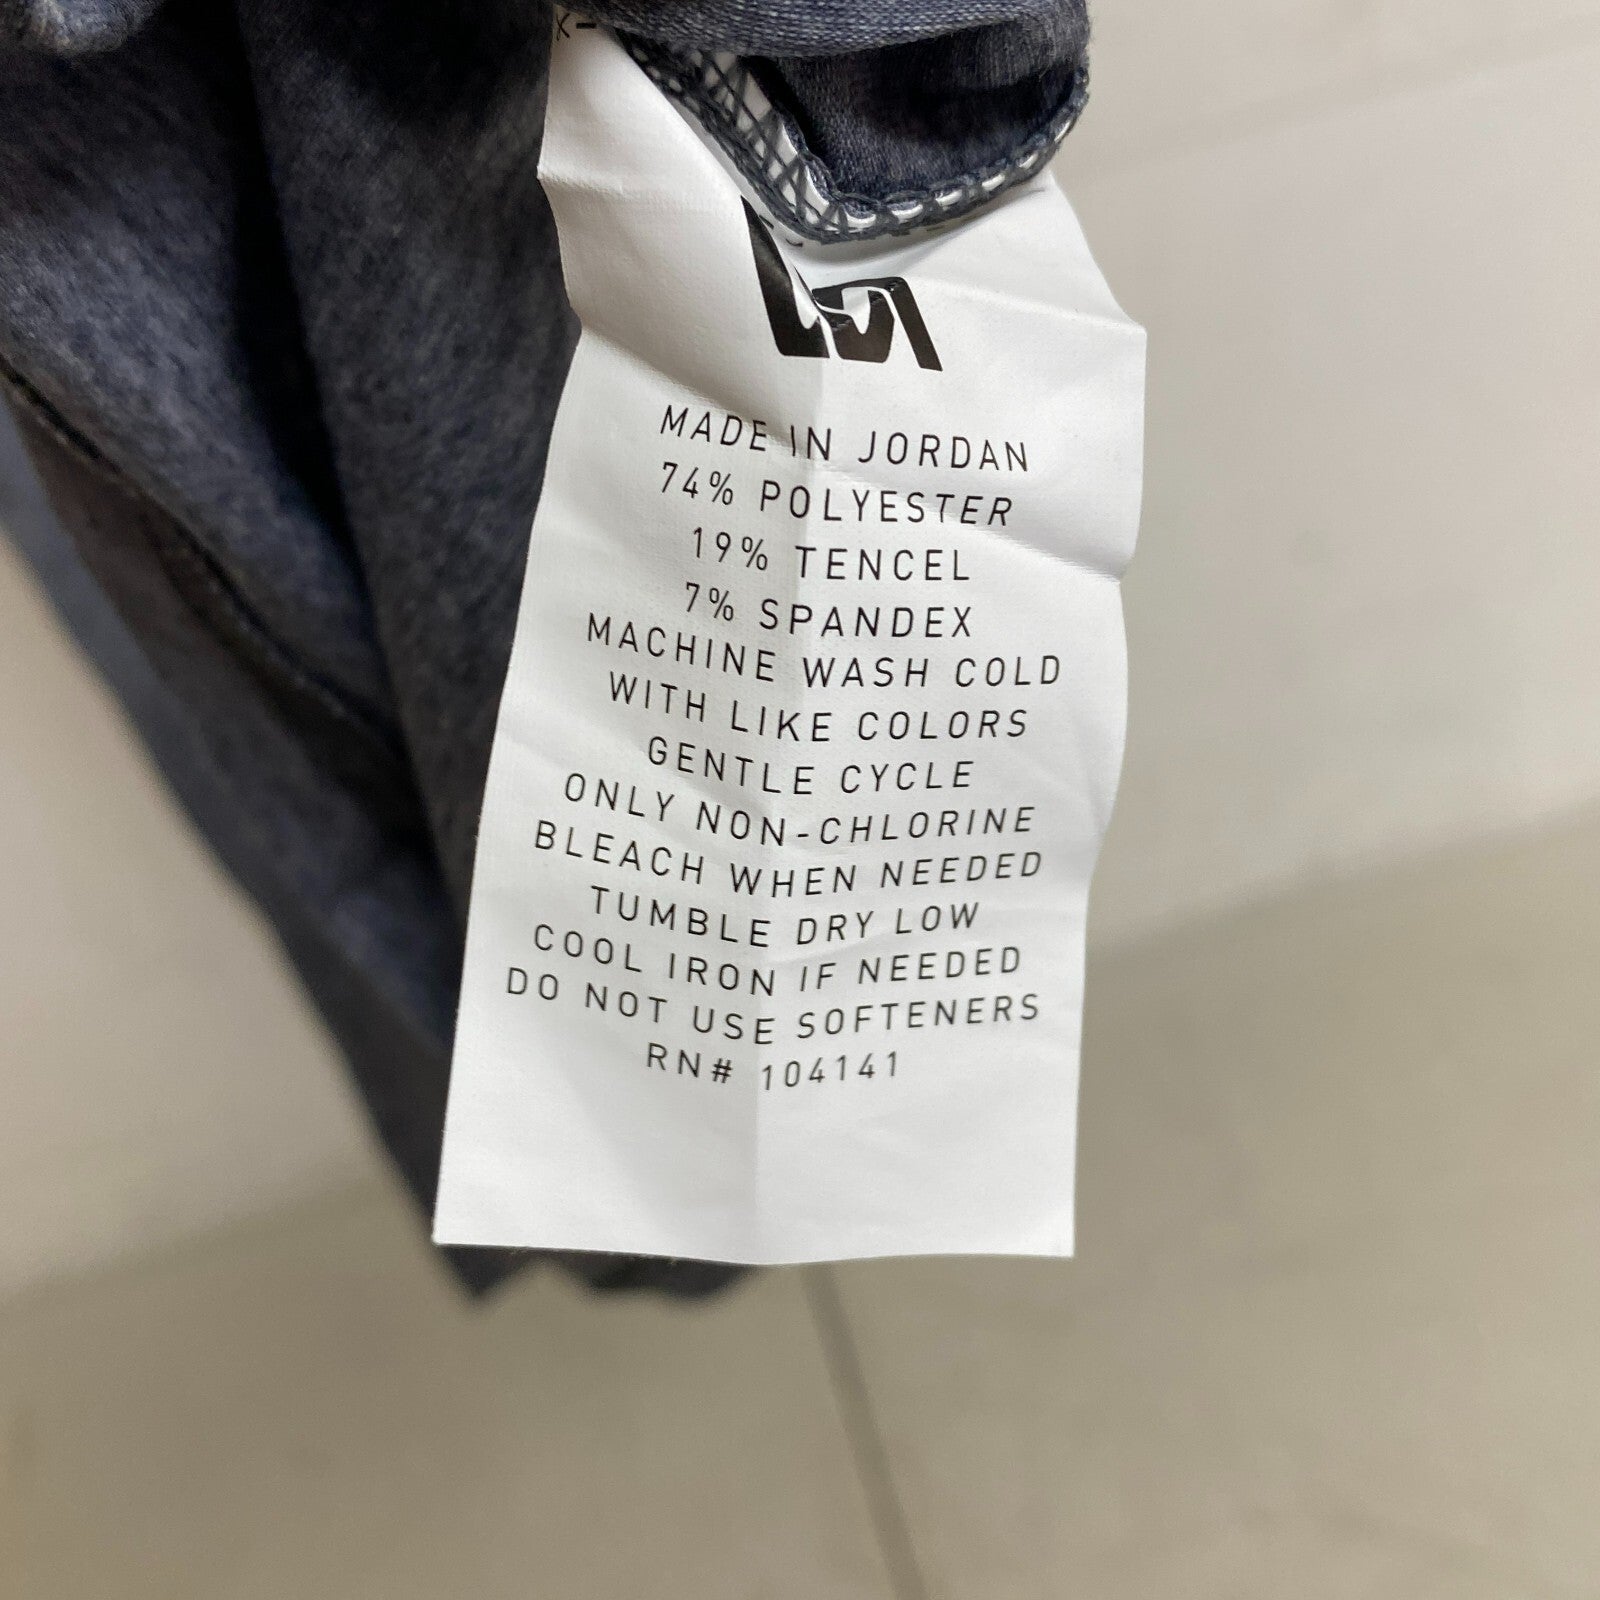 MADE IN JORDAN
74% POLYESTER
19% TENCEL
7% SPANDEX
MACHINE WASH COLD
WITH LIKE COLORS
GENTLE CYCLE
ONLY NON-CHLORINE
BLEACH WHEN NEEDED
TUMBLE DRY LOW
COOL IRON IF NEEDED
DO NOT USE SOFTENERS
RN# 104141